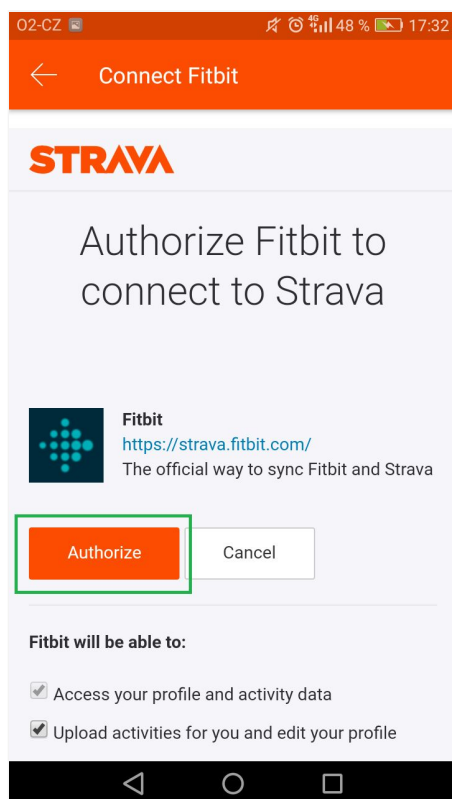 O2-CZ 4G 48 % 17:32
Connect Fitbit
STRAVA
Authorize Fitbit to
connect to Strava
Fitbit
https://strava.fitbit.com/
The official way to sync Fitbit and Strava
Authorize Cancel
Fitbit will be able to:
Access your profile and activity data
Upload activities for you and edit your profile